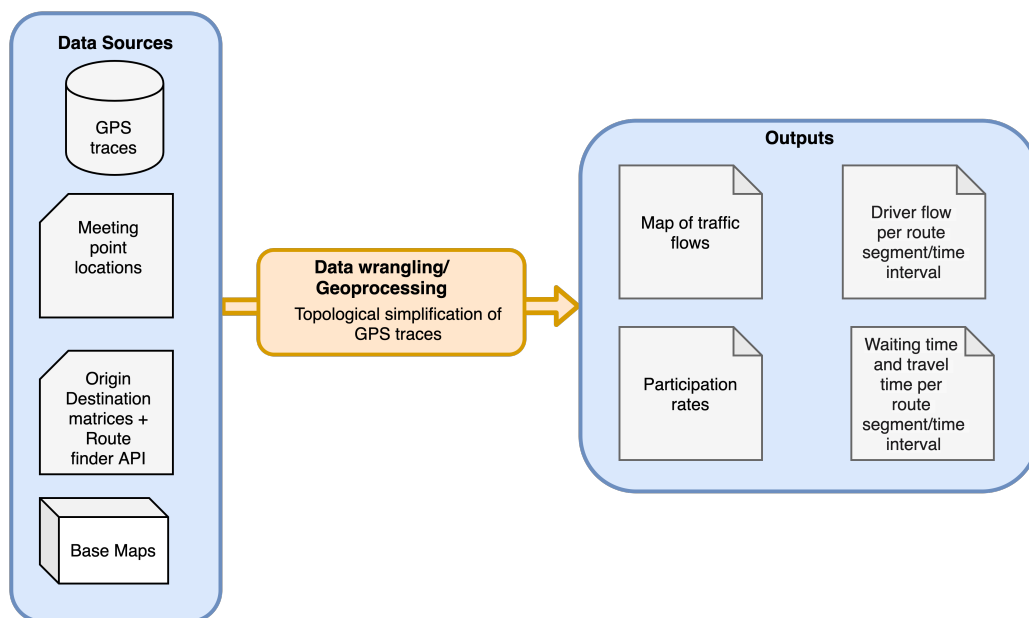 Data Sources
GPS
traces
Meeting
point
locations
Origin
Destination
matrices +
Route
finder API
Base Maps
Data wrangling/
Geoprocessing
Topological simplification of
GPS traces
Outputs
Map of traffic
flows
Driver flow
per route
segment/time
interval
Participation
rates
Waiting time
and travel
time per
route
segment/time
interval